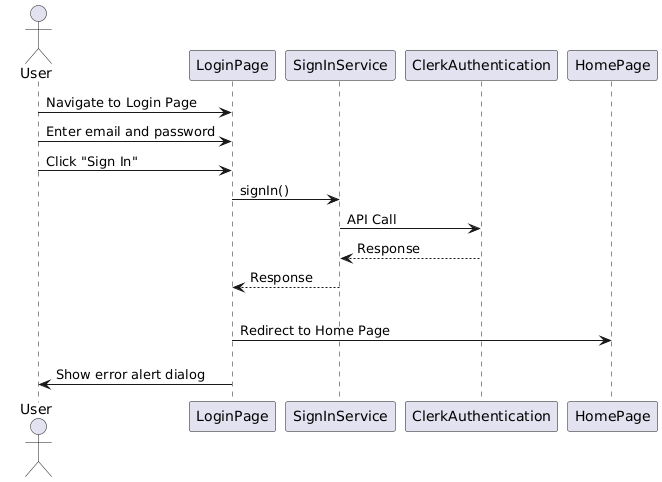 User
LoginPage
SignInService
ClerkAuthentication
HomePage
Navigate to Login Page
Enter email and password
Click "Sign In"
signIn()
API Call
Response
Response
Redirect to Home Page
Show error alert dialog
User
LoginPage
SignInService
ClerkAuthentication
HomePage